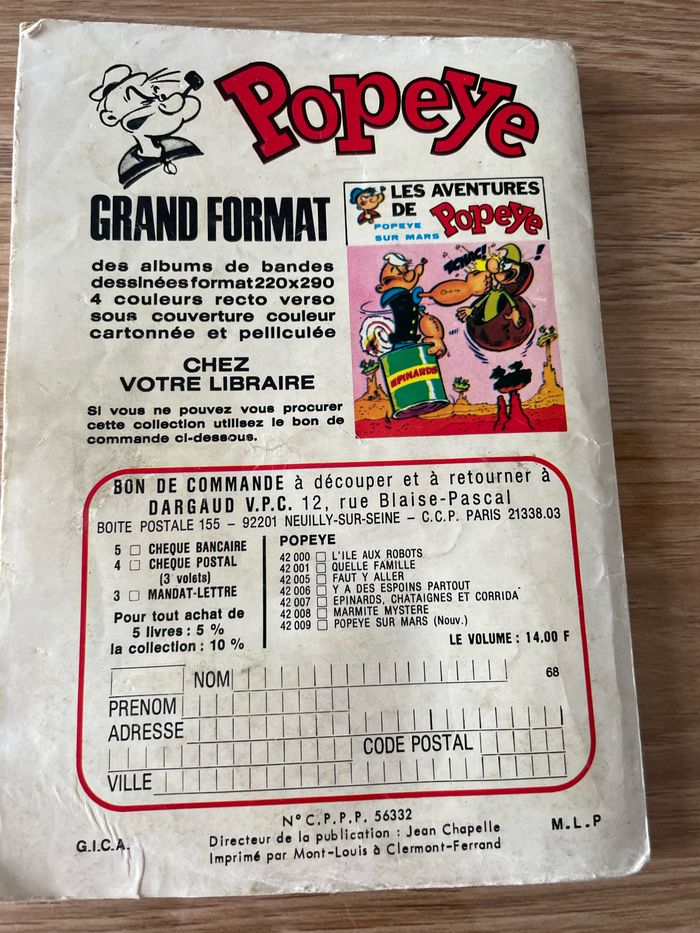 Popeye
GRAND FORMAT
des albums de bandes
dessinées format 220x290
4 couleurs recto verso
sous couverture couleur
cartonnée et pelliculée
CHEZ
VOTRE LIBRAIRE
Si vous ne pouvez vous procurer
cette collection utilisez le bon de
commande ci-dessous.
LES AVENTURES
DE Popeye
POPEYE
SUR MARS
TCHAC!
!
EPINARDS
BON DE COMMANDE à découper et à retourner à
DARGAUD V.P.C. 12, rue Blaise-Pascal
BOITE POSTALE 155 – 92201 NEUILLY-SUR-SEINE - C.C.P. PARIS 21338.03
5 □ CHEQUE BANCAIRE
4 □ CHEQUE POSTAL
(3 volets)
3 □ MANDAT-LETTRE
Pour tout achat de
5 livres : 5 %
la collection : 10 %
POPEYE
42 000 □ L'ILE AUX ROBOTS
42 001 □ QUELLE FAMILLE
42 005 □ FAUT Y ALLER
42 006 □ Y A DES ESPOINS PARTOUT
42 007 □ EPINARDS, CHATAIGNES ET CORRIDA
42 008 □ MARMITE MYSTERE
42 009 □ POPEYE SUR MARS (Nouv.)
LE VOLUME : 14,00 F
NOM
68
PRENOM
ADRESSE
CODE POSTAL
VILLE
N° C.P.P.P. 56332
G.I.C.A.
Directeur de la publication : Jean Chapelle
M.L.P
Imprimé par Mont-Louis à Clermont-Ferrand